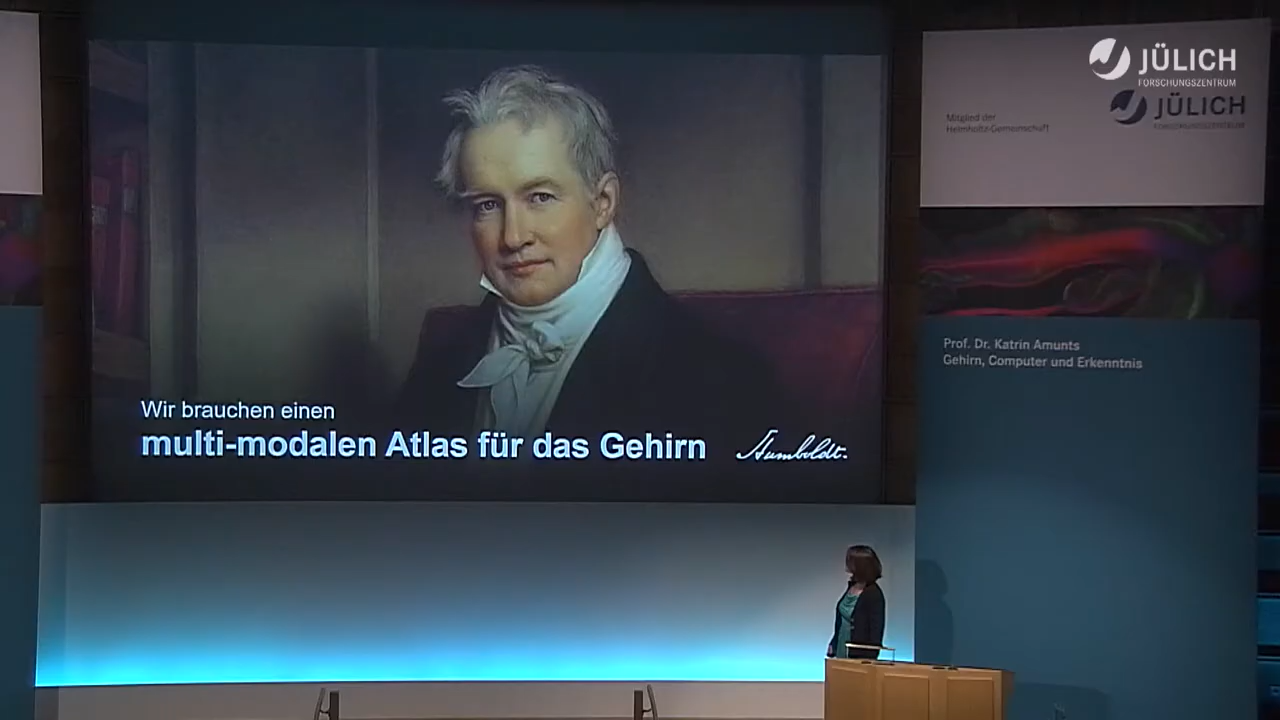 Wir brauchen einen
multi-modalen Atlas für das Gehirn
Humboldt.
JÜLICH
FORSCHUNGSZENTRUM
Mitglied der
Helmholtz-Gemeinschaft
JÜLICH
FORSCHUNGSZENTRUM
Prof. Dr. Katrin Amunts
Gehirn, Computer und Erkenntnis